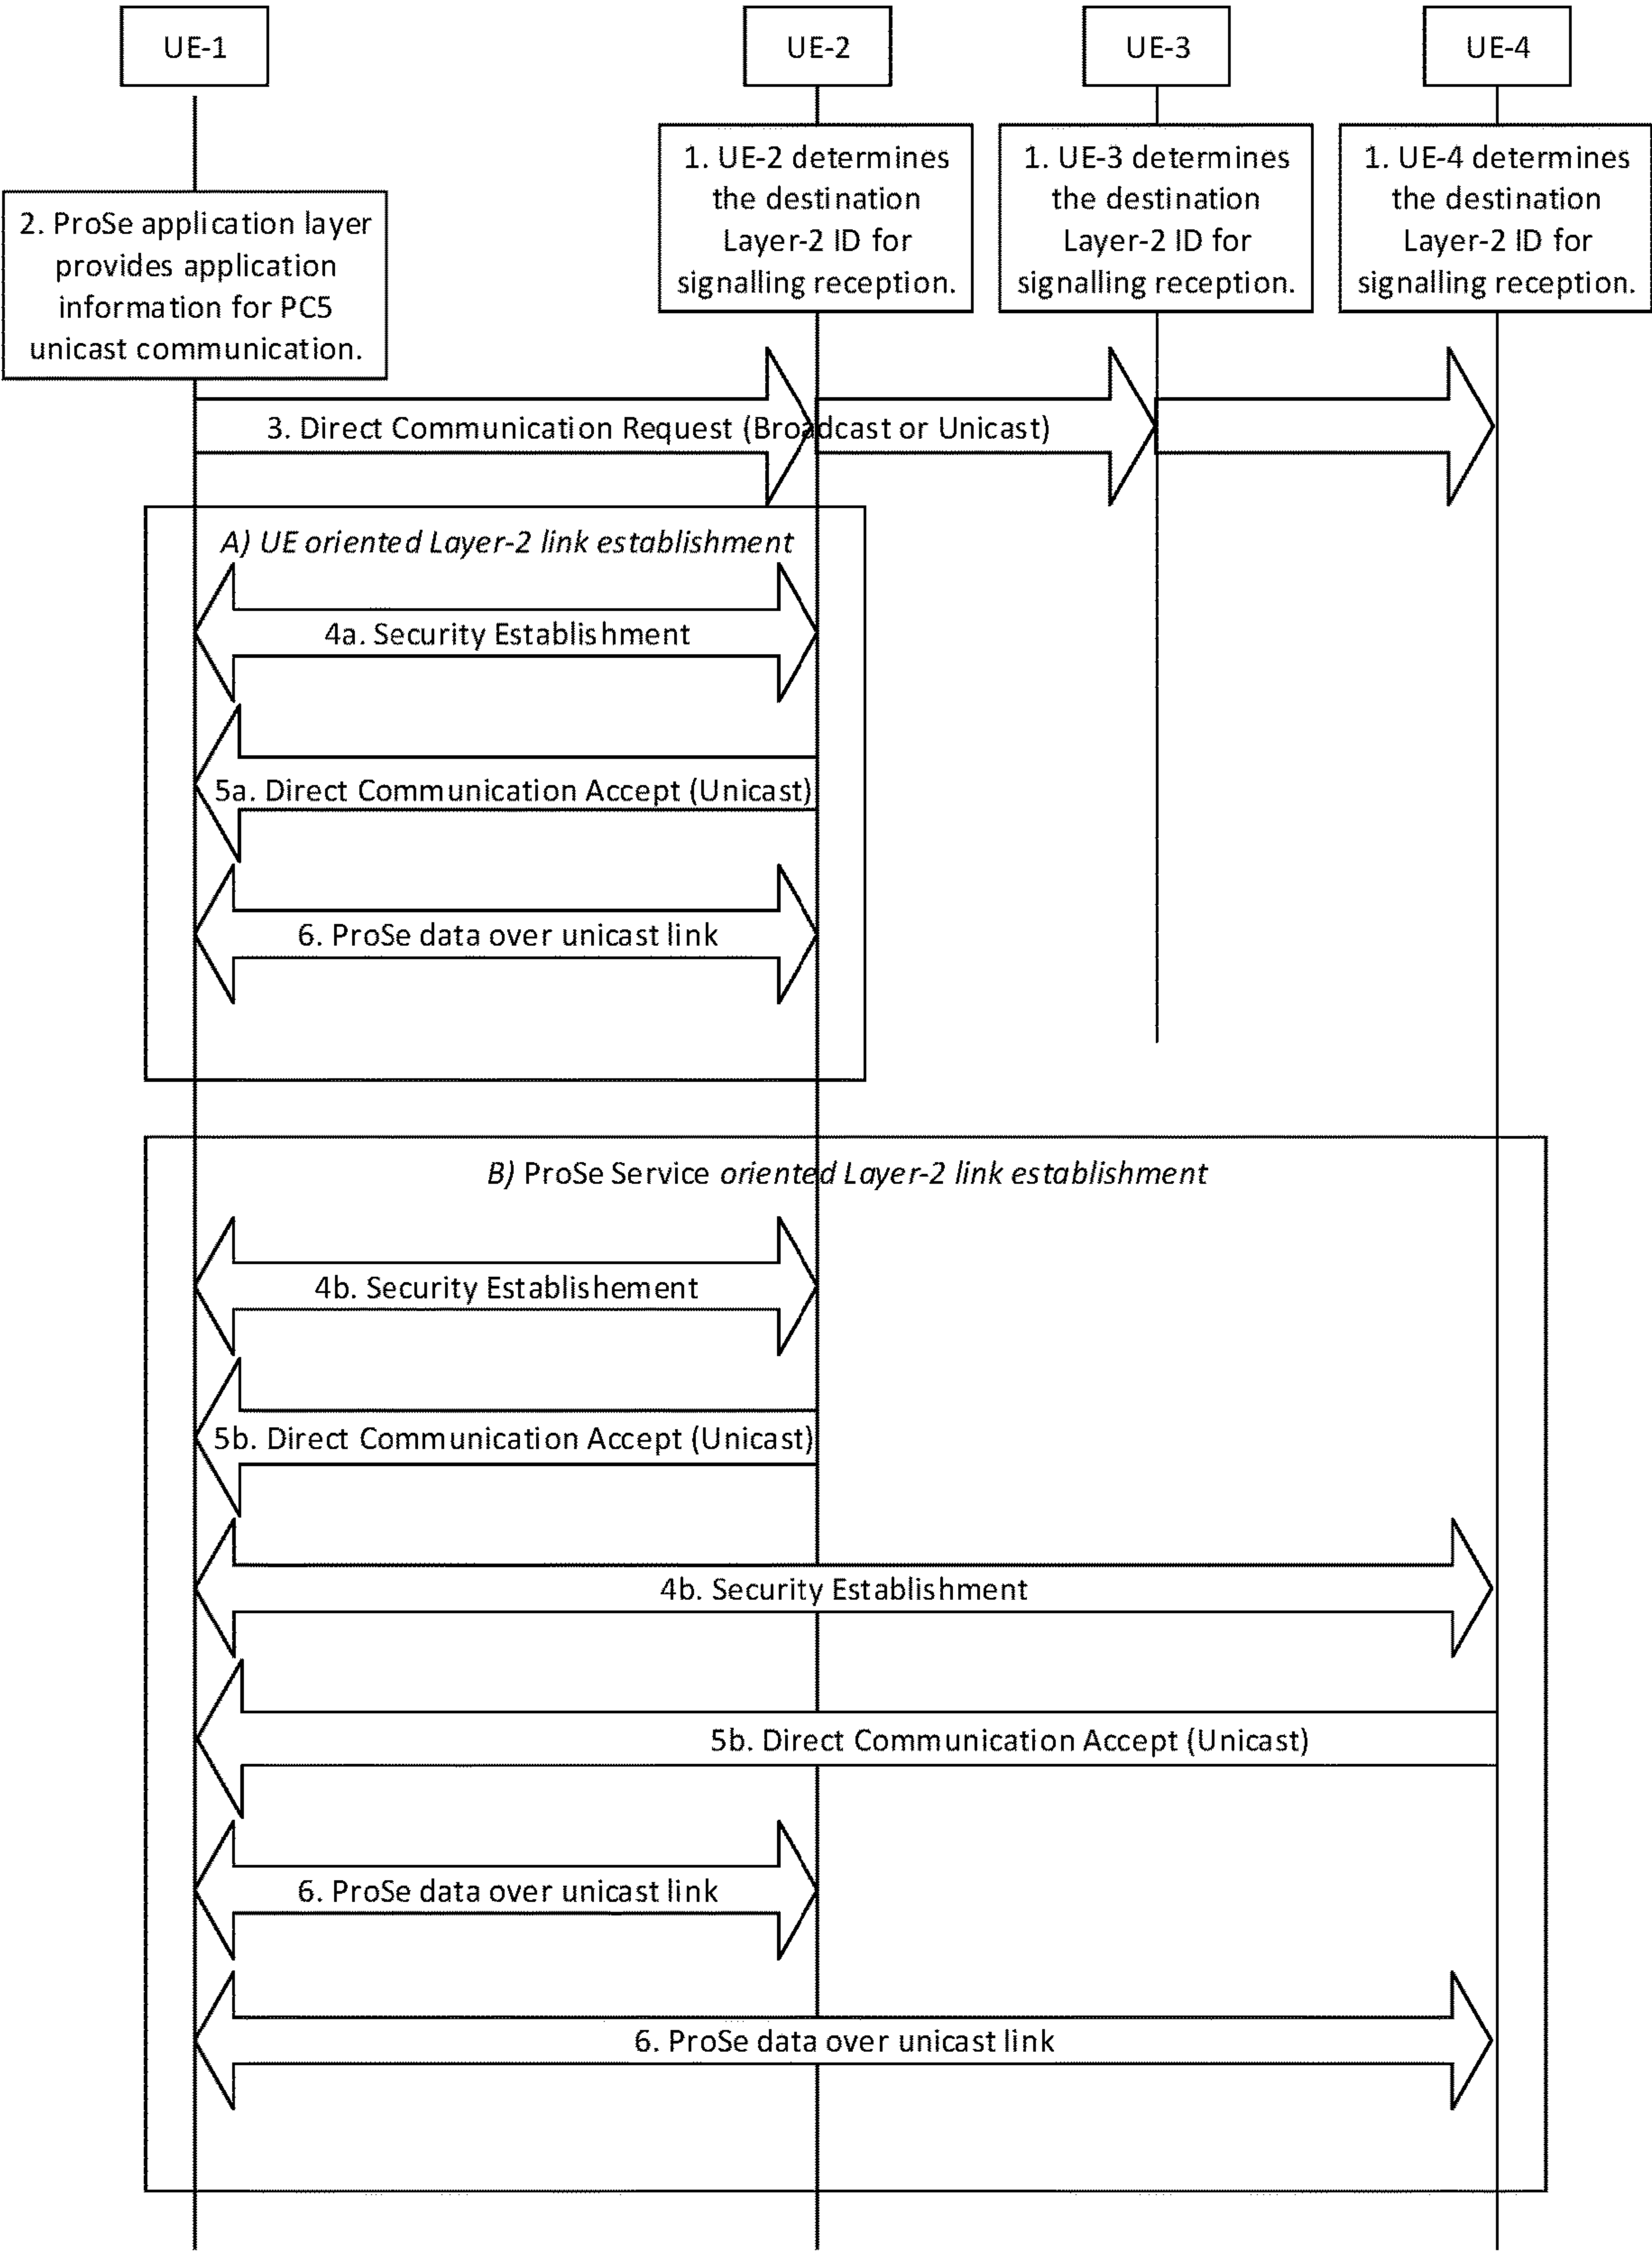 UE-1
UE-2
UE-3
UE-4
1. UE-2 determines
the destination
Layer-2 ID for
signalling reception.
1. UE-3 determines
the destination
Layer-2 ID for
signalling reception.
1. UE-4 determines
the destination
Layer-2 ID for
signalling reception.
2. ProSe application layer
provides application
information for PC5
unicast communication.
3. Direct Communication Request (Broadcast or Unicast)
A) UE oriented Layer-2 link establishment
4a. Security Establishment
5a. Direct Communication Accept (Unicast)
6. ProSe data over unicast link
B) ProSe Service oriented Layer-2 link establishment
4b. Security Establishement
5b. Direct Communication Accept (Unicast)
4b. Security Establishment
5b. Direct Communication Accept (Unicast)
6. ProSe data over unicast link
6. ProSe data over unicast link